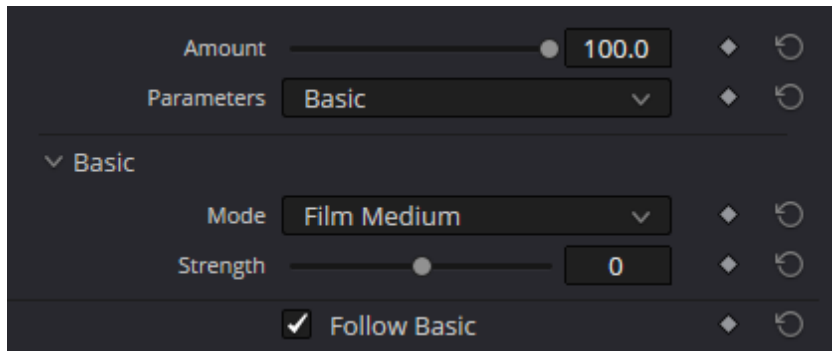 Amount 100.0
Parameters Basic
Basic
Mode Film Medium
Strength 0
Follow Basic